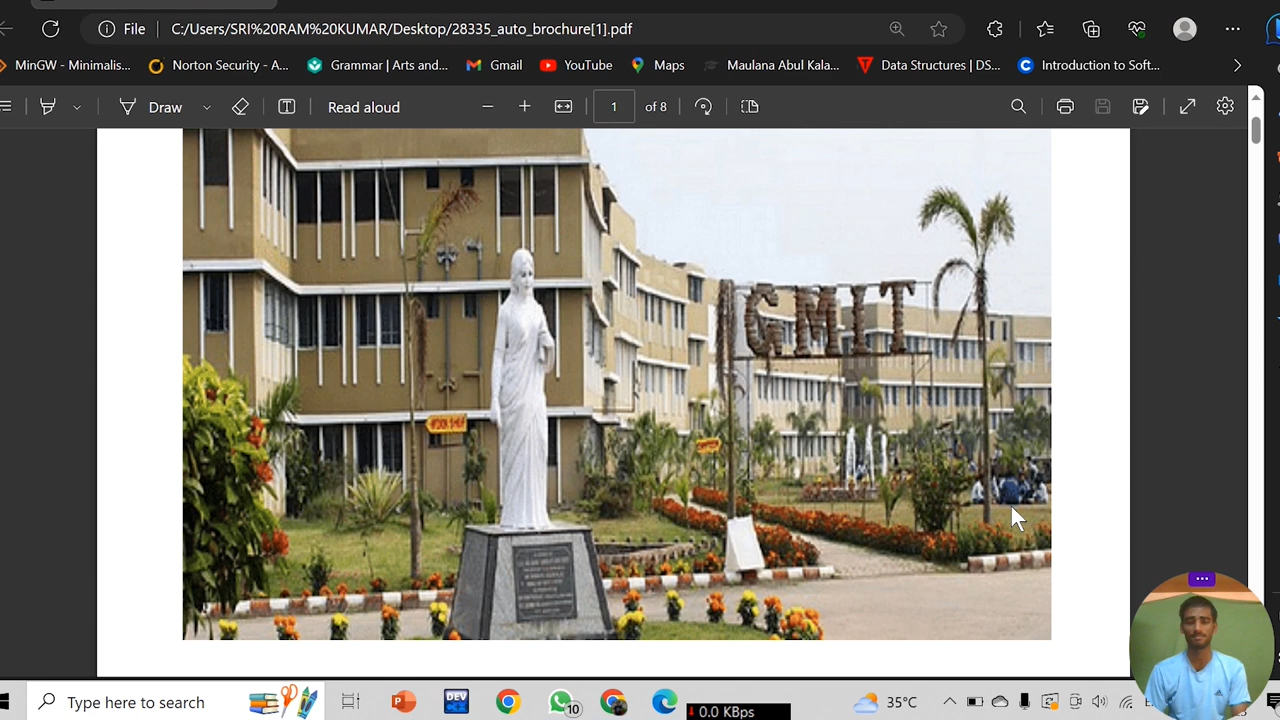 File
C:/Users/SRI%20RAM%20KUMAR/Desktop/28335_auto_brochure[1].pdf
MinGW - Minimalis...
Norton Security - A...
Grammar | Arts and...
Gmail
YouTube
Maps
Maulana Abul Kala...
Data Structures | DS...
Introduction to Soft...
Draw
Read aloud
1
of 8
GMIT
Type here to search
DEV
10
35°C
0.0 KBps